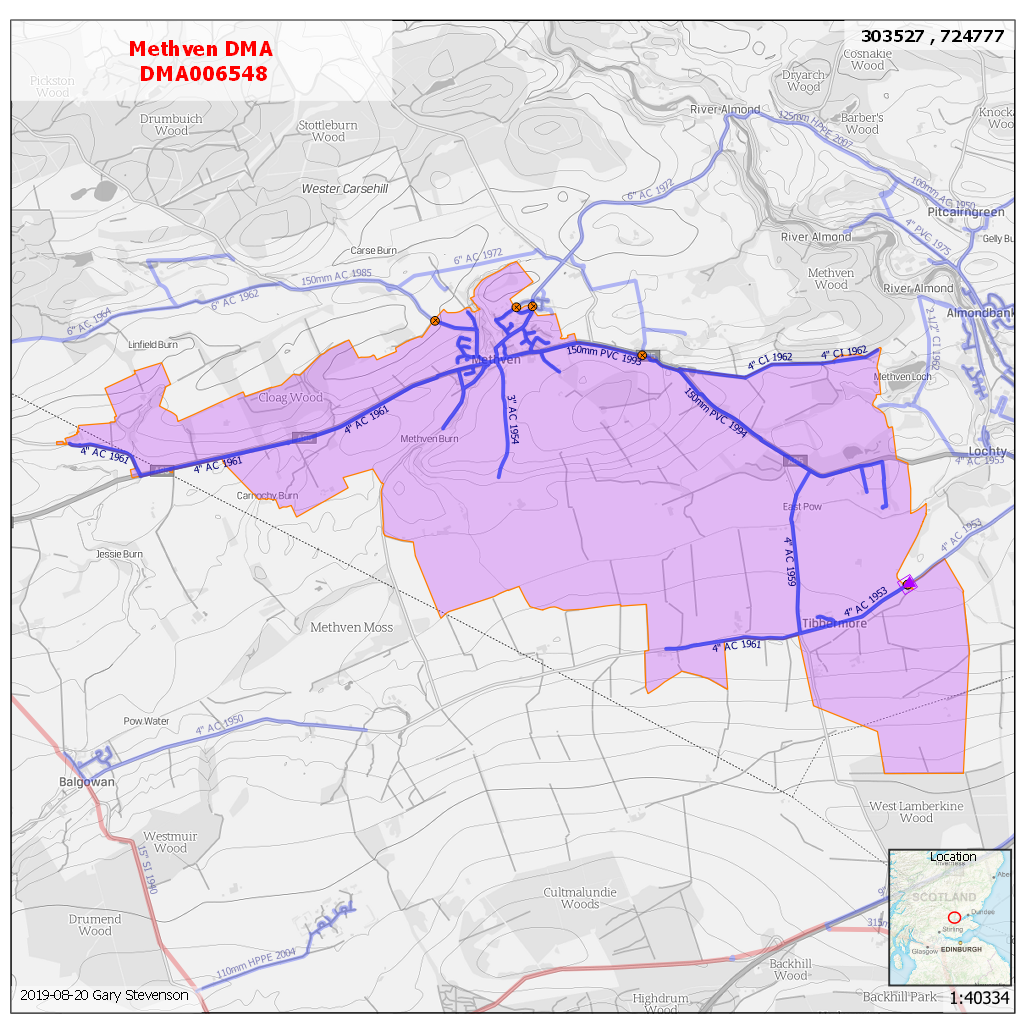 Methven DMA
DMA006548
303527 , 724777
Pickston
Wood
Cosnakie
Wood
Dryarch
Wood
River Almond
125mm HPPE 2007
Barber's
Wood
Drumbuich
Wood
Stottleburn
Wood
Wester Carsehill
6" AC 1972
100mm AC 1950
Pitcairngreen
4" PVC 1975
River Almond
Carse Burn
6" AC 1972
150mm AC 1985
6" AC 1962
6" AC 1964
Methven
Wood
River Almond
Almondbank
2 1/2" CI 1962
Linfield Burn
Methven
150mm PVC 1993
4" CI 1962
4" CI 1962
Methven Loch
Cloag Wood
4" AC 1961
3" AC 1954
150mm PVC 1994
Methven Burn
4" AC 1961
4" AC 1961
Lochty
4" AC 1953
Carnochy Burn
East Pow
4" AC 1953
Jessie Burn
4" AC 1959
4" AC 1953
Tibbermore
Methven Moss
4" AC 1961
Pow Water
4" AC 1950
Balgowan
West Lamberkine
Wood
Westmuir
Wood
15" SI 1940
Location
Inverness
SCOTLAND
Dundee
Stirling
Glasgow
EDINBURGH
Cultmalundie
Woods
Drumend
Wood
110mm HPPE 2004
Backhill
Wood
2019-08-20 Gary Stevenson
Highdrum
Wood
Backhill Park
1:40334